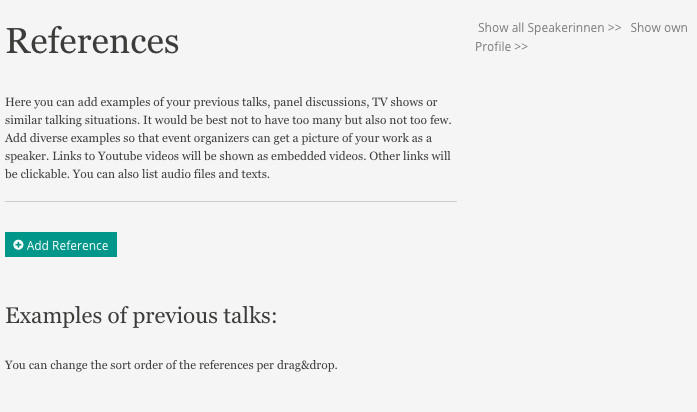 References
Show all Speakerinnen >> Show own
Profile >>
Here you can add examples of your previous talks, panel discussions, TV shows or
similar talking situations. It would be best not to have too many but also not too few.
Add diverse examples so that event organizers can get a picture of your work as a
speaker. Links to Youtube videos will be shown as embedded videos. Other links will
be clickable. You can also list audio files and texts.
Add Reference
Examples of previous talks:
You can change the sort order of the references per drag&drop.